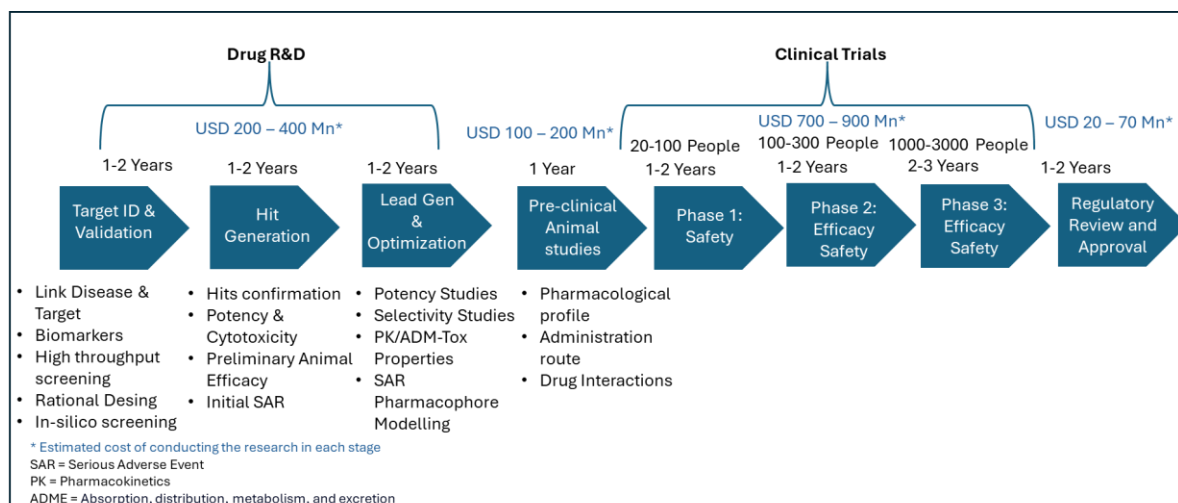 Drug R&D
Clinical Trials
USD 200 – 400 Mn*
USD 100 – 200 Mn*
USD 700 – 900 Mn*
USD 20 – 70 Mn*
20-100 People
100-300 People
1000-3000 People
1-2 Years
1-2 Years
1-2 Years
1 Year
1-2 Years
1-2 Years
2-3 Years
1-2 Years
Target ID &
Validation
Hit
Generation
Lead Gen
&
Optimization
Pre-clinical
Animal
studies
Phase 1:
Safety
Phase 2:
Efficacy
Safety
Phase 3:
Efficacy
Safety
Regulatory
Review and
Approval
• Link Disease &
Target
• Biomarkers
• High throughput
screening
• Rational Desing
• In-silico screening
• Hits confirmation
• Potency &
Cytotoxicity
• Preliminary Animal
Efficacy
• Initial SAR
• Potency Studies
• Selectivity Studies
• PK/ADM-Tox
Properties
• SAR
Pharmacophore
Modelling
• Pharmacological
profile
• Administration
route
• Drug Interactions
* Estimated cost of conducting the research in each stage
SAR = Serious Adverse Event
PK = Pharmacokinetics
ADME = Absorption, distribution, metabolism, and excretion